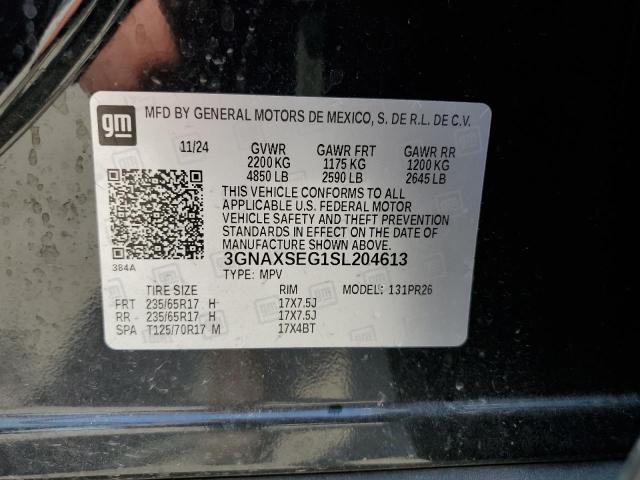 gm
MFD BY GENERAL MOTORS DE MEXICO, S. DE R.L. DE C.V.
11/24 GVWR GAWR FRT GAWR RR
2200 KG 1175 KG 1200 KG
4850 LB 2590 LB 2645 LB
THIS VEHICLE CONFORMS TO ALL
APPLICABLE U.S. FEDERAL MOTOR
VEHICLE SAFETY AND THEFT PREVENTION
STANDARDS IN EFFECT ON THE DATE OF
MANUFACTURE SHOWN ABOVE.
384A
3GNAXSEG1SL204613
TYPE: MPV
TIRE SIZE RIM MODEL: 131PR26
FRT 235/65R17 H 17X7.5J
RR - 235/65R17 H 17X7.5J
SPA T125/70R17 M 17X4BT